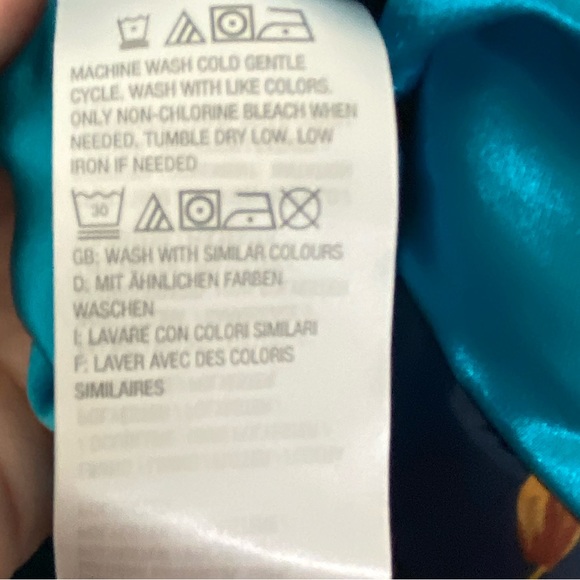 MACHINE WASH COLD GENTLE
CYCLE, WASH WITH LIKE COLORS.
ONLY NON-CHLORINE BLEACH WHEN
NEEDED, TUMBLE DRY LOW. LOW
IRON IF NEEDED
30
GB: WASH WITH SIMILAR COLOURS
D: MIT ÄHNLICHEN FARBEN
WASCHEN
I: LAVARE CON COLORI SIMILARI
F: LAVER AVEC DES COLORIS
SIMILAIRES